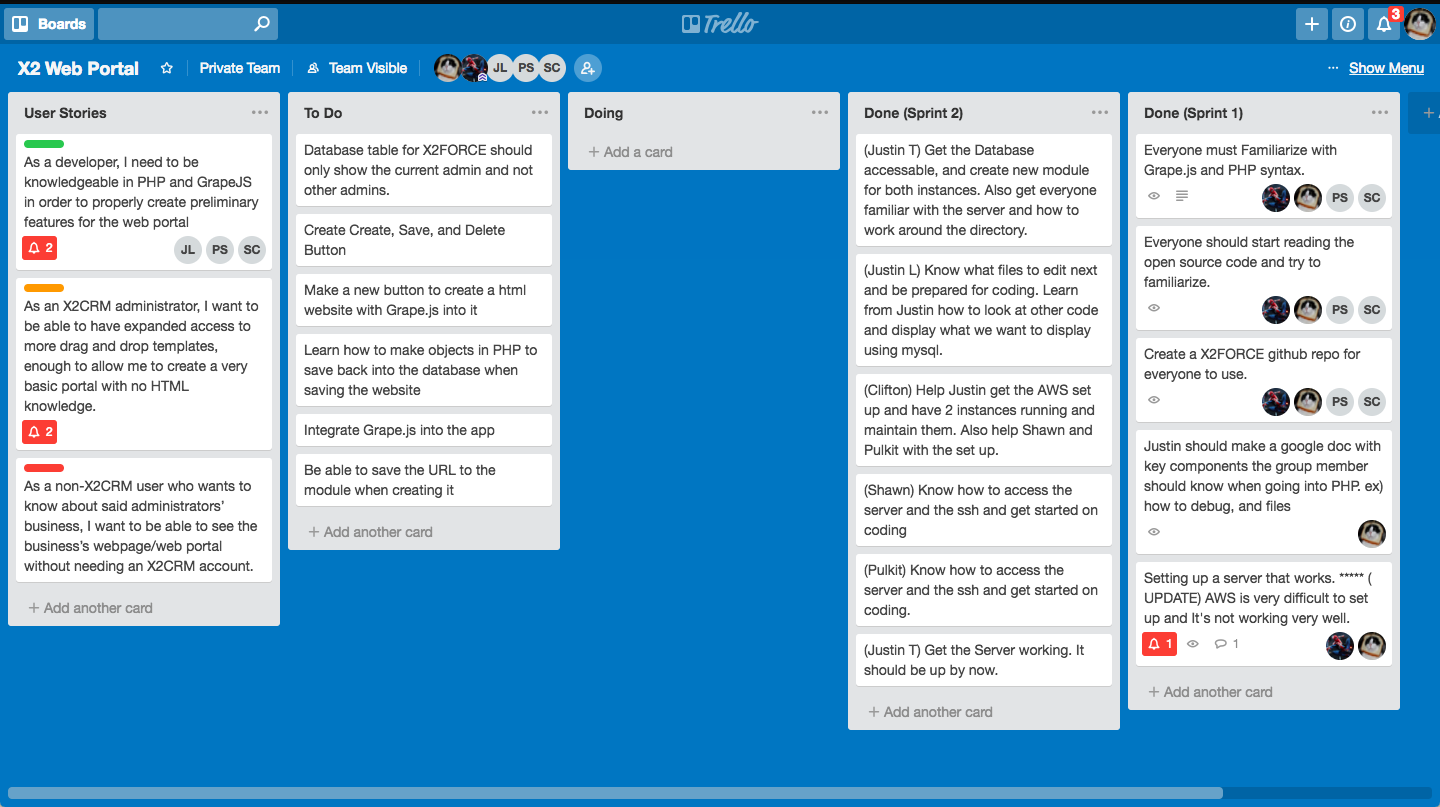 Boards
Trello
3
X2 Web Portal
Private Team
Team Visible
JL
PS
SC
Show Menu
User Stories
As a developer, I need to be
knowledgeable in PHP and GrapeJS
in order to properly create preliminary
features for the web portal
2
JL
PS
SC
As an X2CRM administrator, I want to
be able to have expanded access to
more drag and drop templates,
enough to allow me to create a very
basic portal with no HTML
knowledge.
2
As a non-X2CRM user who wants to
know about said administrators’
business, I want to be able to see the
business’s webpage/web portal
without needing an X2CRM account.
+ Add another card
To Do
Database table for X2FORCE should
only show the current admin and not
other admins.
Create Create, Save, and Delete
Button
Make a new button to create a html
website with Grape.js into it
Learn how to make objects in PHP to
save back into the database when
saving the website
Integrate Grape.js into the app
Be able to save the URL to the
module when creating it
+ Add another card
Doing
+ Add a card
Done (Sprint 2)
(Justin T) Get the Database
accessable, and create new module
for both instances. Also get everyone
familiar with the server and how to
work around the directory.
(Justin L) Know what files to edit next
and be prepared for coding. Learn
from Justin how to look at other code
and display what we want to display
using mysql.
(Clifton) Help Justin get the AWS set
up and have 2 instances running and
maintain them. Also help Shawn and
Pulkit with the set up.
(Shawn) Know how to access the
server and the ssh and get started on
coding
(Pulkit) Know how to access the
server and the ssh and get started on
coding.
(Justin T) Get the Server working. It
should be up by now.
+ Add another card
Done (Sprint 1)
Everyone must Familiarize with
Grape.js and PHP syntax.
PS
SC
Everyone should start reading the
open source code and try to
familiarize.
PS
SC
Create a X2FORCE github repo for
everyone to use.
PS
SC
Justin should make a google doc with
key components the group member
should know when going into PHP. ex)
how to debug, and files
Setting up a server that works. ***** (
UPDATE) AWS is very difficult to set
up and It's not working very well.
1
1
+ Add another card